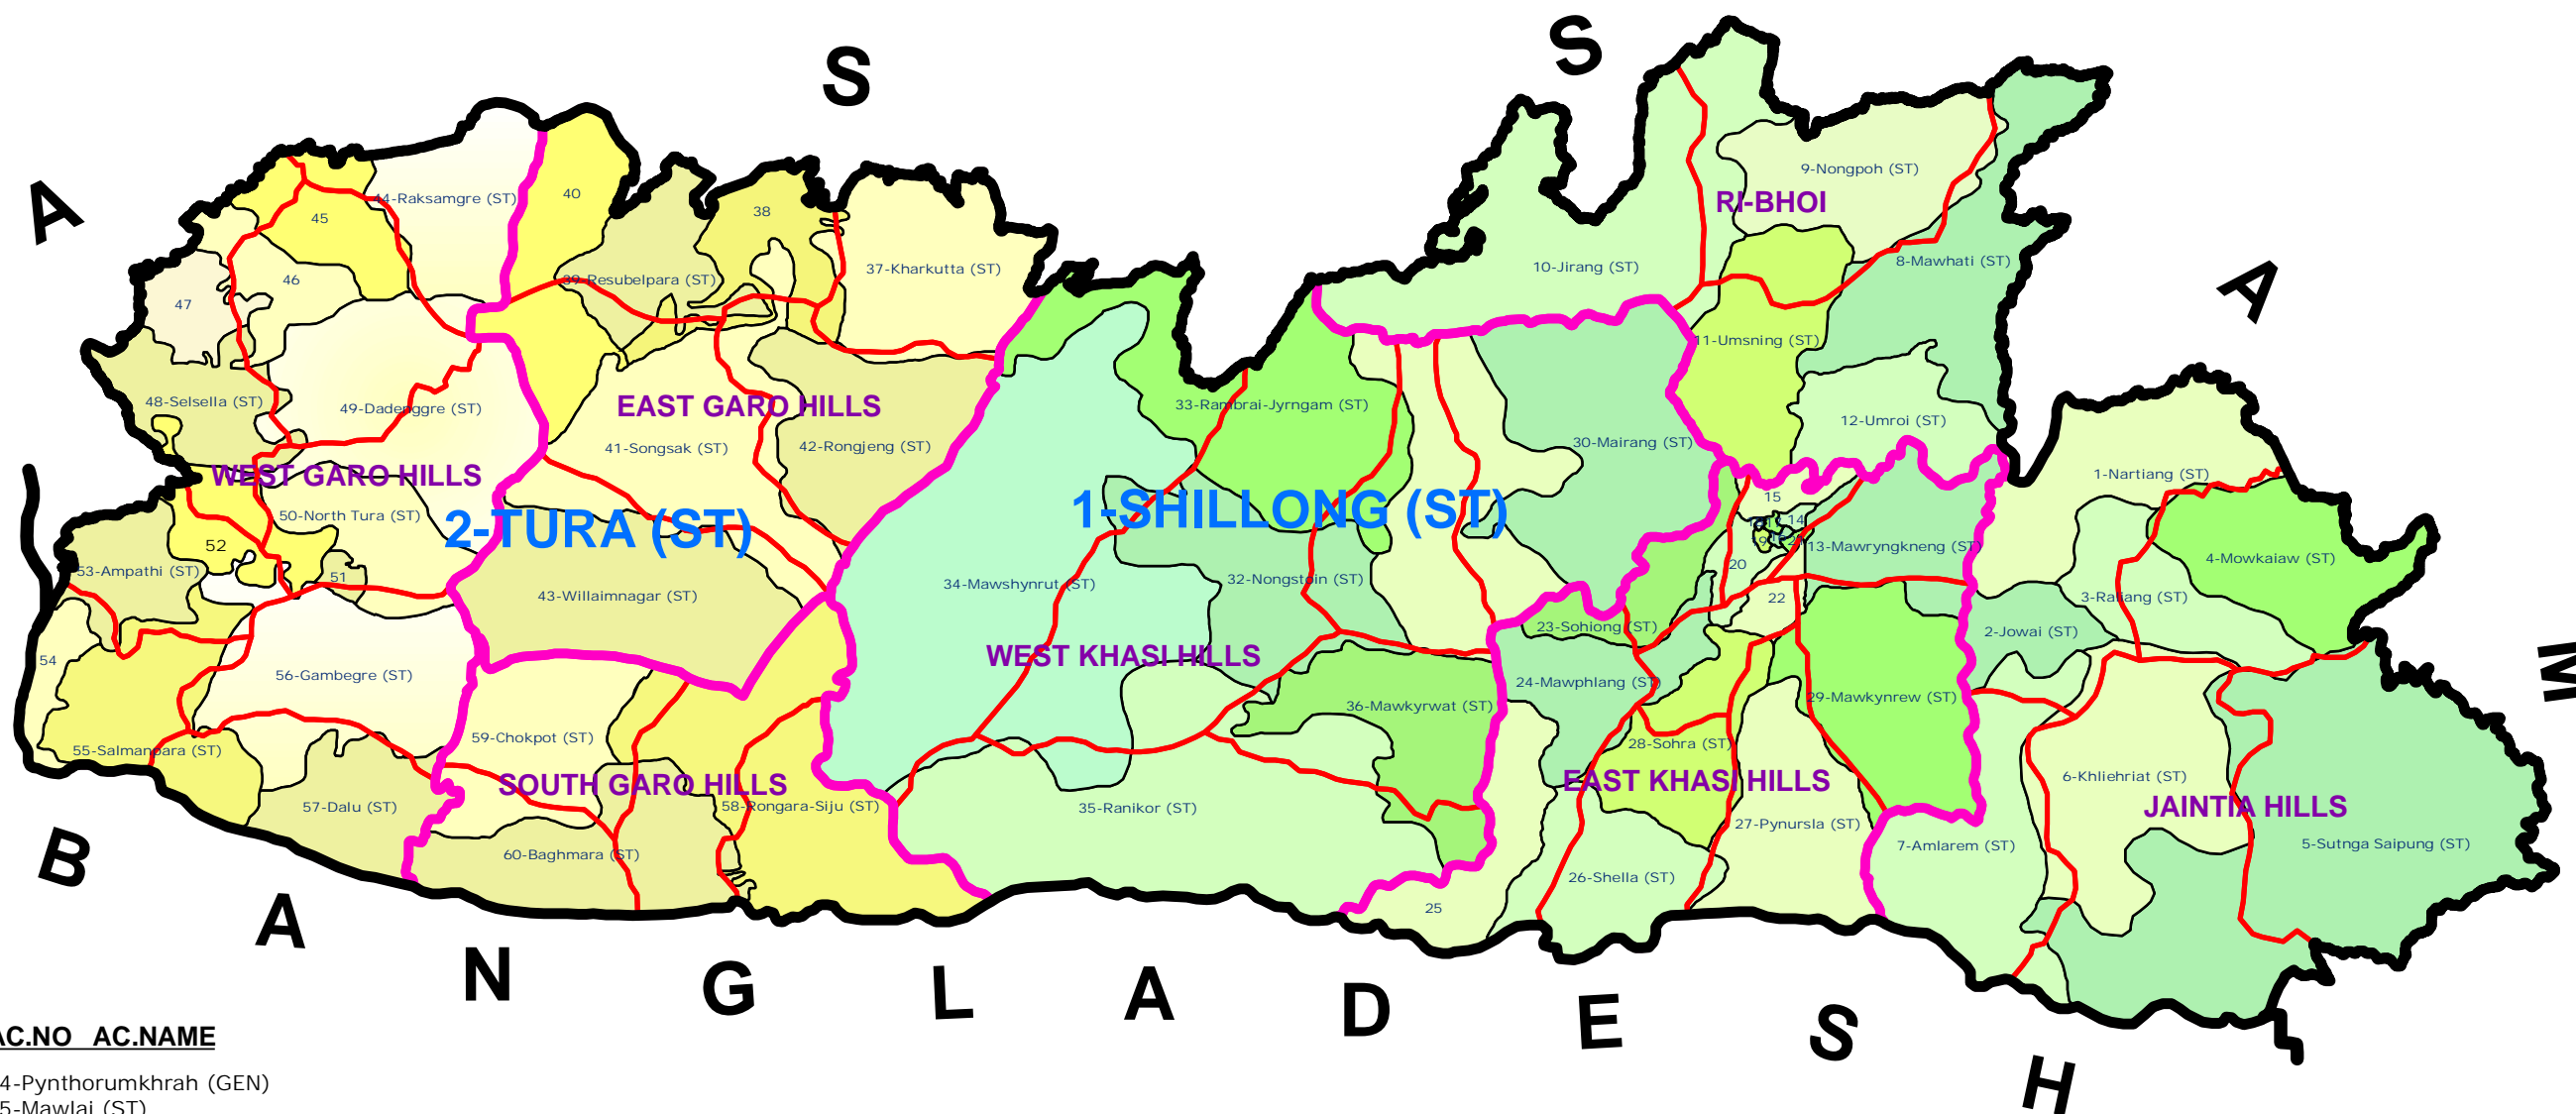 S
S
A
A
M
44-Raksamgre (ST)
40
45
38
46
47
39-Resubelpara (ST)
37-Kharkutta (ST)
9-Nongpoh (ST)
RI-BHOI
10-Jirang (ST)
8-Mawhati (ST)
11-Umsning (ST)
12-Umroi (ST)
48-Selsella (ST)
49-Dadenggre (ST)
EAST GARO HILLS
41-Songsak (ST)
42-Rongjeng (ST)
33-Rambrai-Jyrngam (ST)
30-Mairang (ST)
WEST GARO HILLS
50-North Tura (ST)
2-TURA (ST)
1-SHILLONG (ST)
1-Nartiang (ST)
15
14
13-Mawryngkneng (ST)
4-Mowkaiaw (ST)
52
53-Ampathi (ST)
51
43-Willaimnagar (ST)
34-Mawshynrut (ST)
32-Nongstoin (ST)
20
22
3-Raliang (ST)
54
56-Gambegre (ST)
WEST KHASI HILLS
23-Sohiong (ST)
2-Jowai (ST)
24-Mawphlang (ST)
29-Mawkynrew (ST)
36-Mawkyrwat (ST)
55-Salmanpara (ST)
59-Chokpot (ST)
28-Sohra (ST)
SOUTH GARO HILLS
EAST KHASI HILLS
6-Khliehriat (ST)
57-Dalu (ST)
58-Rongara-Siju (ST)
35-Ranikor (ST)
JAINTIA HILLS
27-Pynursla (ST)
7-Amlarem (ST)
5-Sutnga Saipung (ST)
60-Baghmara (ST)
26-Shella (ST)
25
B
A
N
G
L
A
D
E
S
H
AC.NO AC.NAME
4-Pynthorumkhrah (GEN)
5-Mawlai (ST)